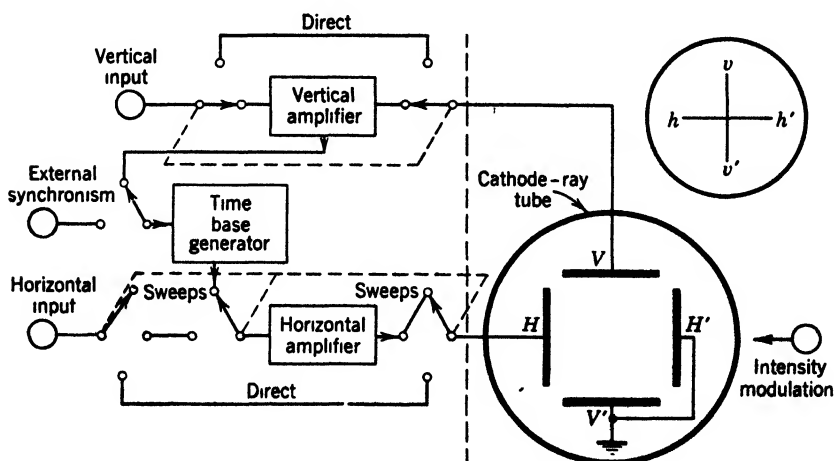 Direct
Vertical
input
Vertical
amplifier
v
h
h'
v'
External
synchronism
Time
base
generator
Cathode-ray
tube
V
Horizontal
input
Sweeps
Sweeps
Horizontal
amplifier
H
H'
V'
Intensity
modulation
Direct